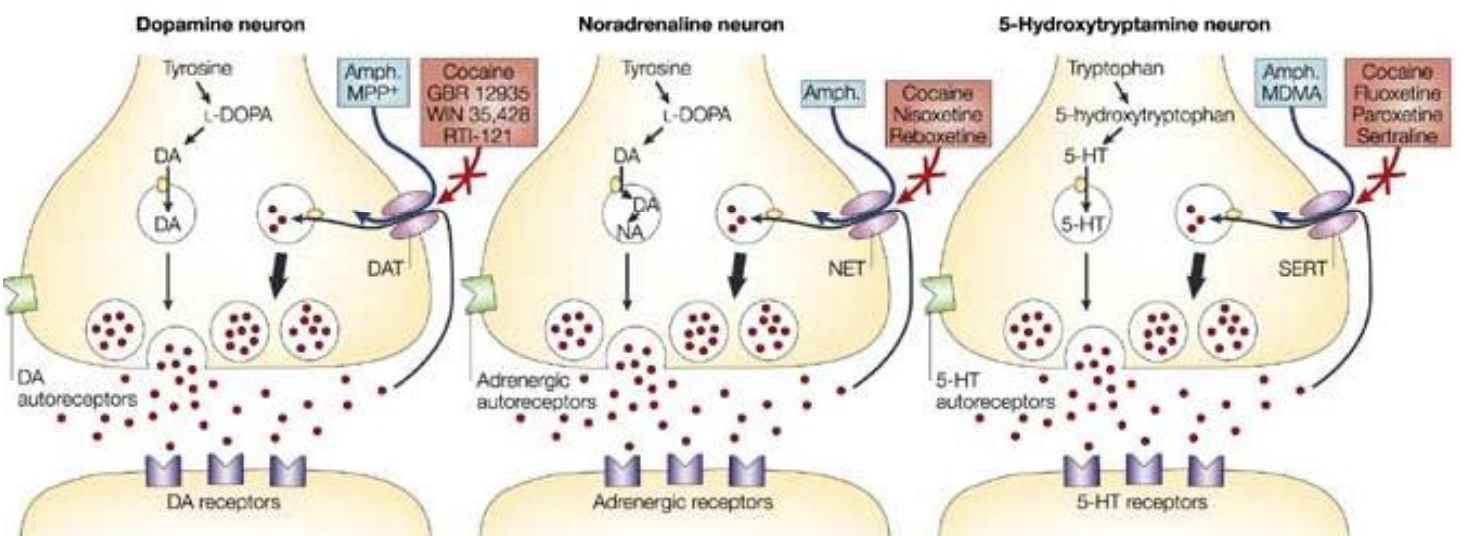 Dopamine neuron
Tyrosine
L-DOPA
DA
DA
Amph.
MPP+
Cocaine
GBR 12935
WIN 35,428
RTI-121
DAT
DA
autoreceptors
DA receptors
Noradrenaline neuron
Tyrosine
L-DOPA
DA
DA
NA
Amph.
Cocaine
Nisoxetine
Reboxetine
NET
Adrenergic
autoreceptors
Adrenergic receptors
5-Hydroxytryptamine neuron
Tryptophan
5-hydroxytryptophan
5-HT
5-HT
Amph.
MDMA
Cocaine
Fluoxetine
Paroxetine
Sertraline
SERT
5-HT
autoreceptors
5-HT receptors